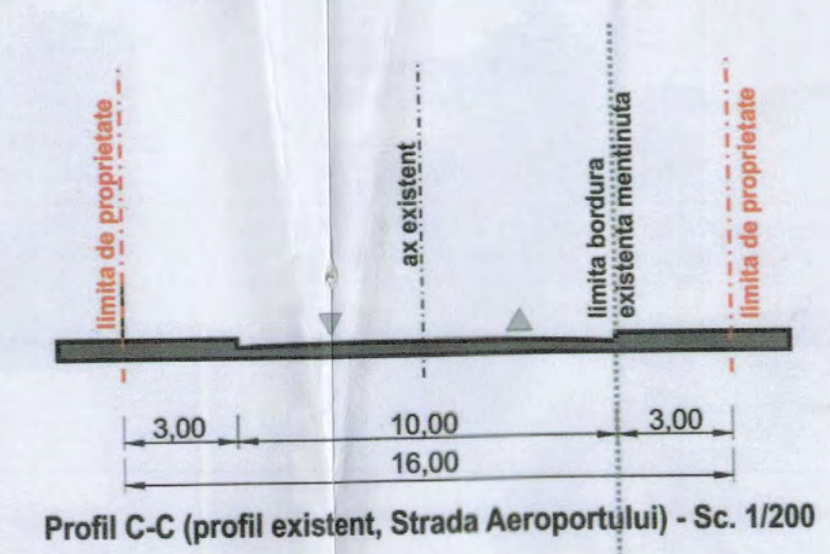 limita de proprietate
ax existent
limita bordura
existenta mentinuta
limita de proprietate
3,00
10,00
3,00
16,00
Profil C-C (profil existent, Strada Aeroportului) - Sc. 1/200